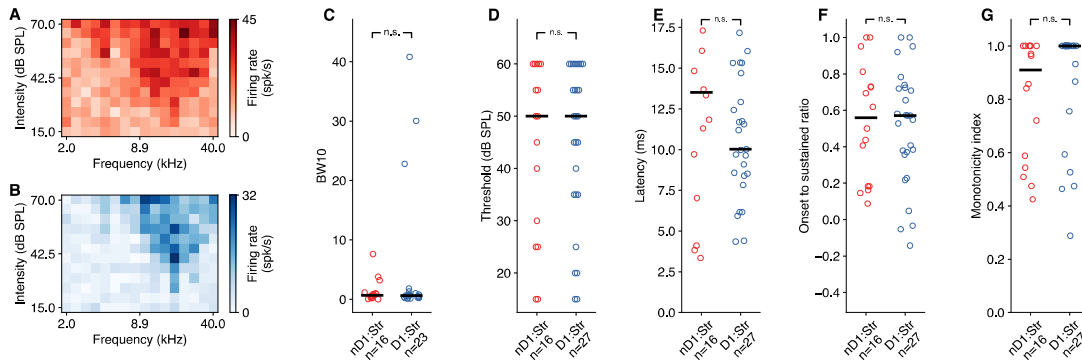 A
70.0
42.5
15.0
Intensity (dB SPL)
2.0 8.9 40.0
Frequency (kHz)
45
0
Firing rate
(spk/s)
B
70.0
42.5
15.0
Intensity (dB SPL)
2.0 8.9 40.0
Frequency (kHz)
32
0
Firing rate
(spk/s)
C
n.s.
40
30
20
10
0
BW10
nD1:Str
n=16
D1:Str
n=23
D
n.s.
60
50
40
30
20
Threshold (dB SPL)
nD1:Str
n=16
D1:Str
n=27
E
n.s.
17.5
15.0
12.5
10.0
7.5
5.0
2.5
0.0
Latency (ms)
nD1:Str
n=16
D1:Str
n=27
F
n.s.
1.0
0.8
0.6
0.4
0.2
0.0
−0.2
−0.4
Onset to sustained ratio
nD1:Str
n=16
D1:Str
n=27
G
n.s.
1.0
0.8
0.6
0.4
0.2
0.0
Monotonicity index
nD1:Str
n=16
D1:Str
n=27